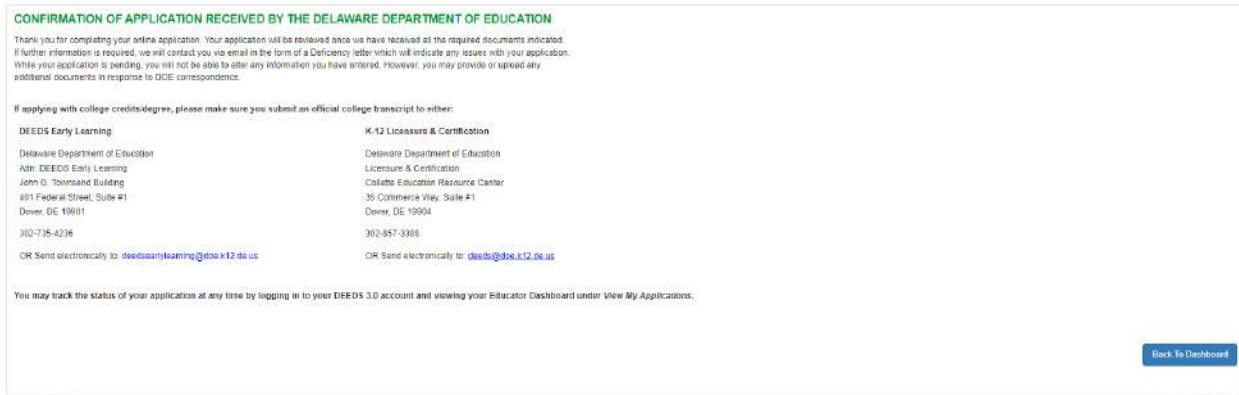 CONFIRMATION OF APPLICATION RECEIVED BY THE DELAWARE DEPARTMENT OF EDUCATION
Thank you for completing your online application. Your application will be reviewed once we have received all the required documents indicated.
If further information is required, we will contact you via email in the form of a Deficiency letter which will indicate any issues with your application.
While your application is pending, you will not be able to alter any information you have entered. However, you may provide or upload any
additional documents in response to DOE correspondence.
If applying with college credits/degree, please make sure you submit an official college transcript to either:
DEEDS Early Learning
Delaware Department of Education
Attn: DEEDS Early Learning
John G. Townsend Building
401 Federal Street, Suite #1
Dover, DE 19901
302-735-4236
OR Send electronically to: deedsearlylearning@doe.k12.de.us
K-12 Licensure & Certification
Delaware Department of Education
Licensure & Certification
Collette Education Resource Center
35 Commerce Way, Suite #1
Dover, DE 19904
302-857-3388
OR Send electronically to: deeds@doe.k12.de.us
You may track the status of your application at any time by logging in to your DEEDS 3.0 account and viewing your Educator Dashboard under View My Applications.
Back To Dashboard